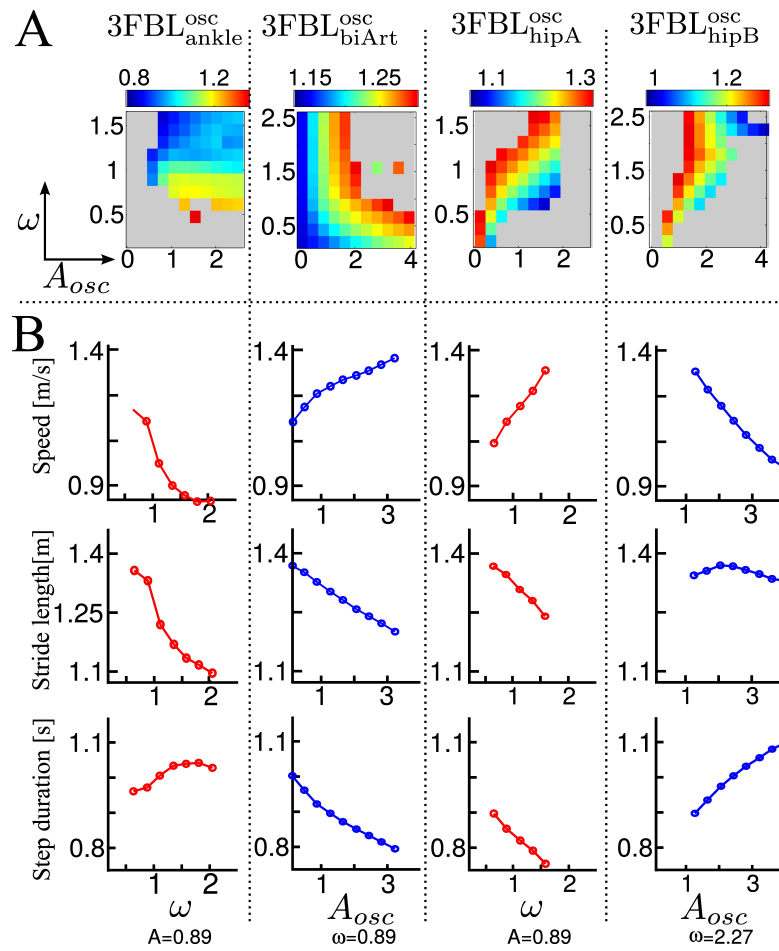 A
3FBL^osc_ankle 3FBL^osc_biArt 3FBL^osc_hipA 3FBL^osc_hipB
0.8 1.2 1.15 1.25 1.1 1.3 1 1.2
1.5 2.5 1.5 2.5
1 1.5 1 1.5
0.5 0.5 0.5 0.5
0 1 2 0 2 4 0 1 2 0 2 4
ω
A_osc
B
Speed [m/s]
1.4 1.4 1.4 1.4
0.9 0.9 0.9 0.9
1 2 1 3 1 2 1 3
Stride length[m]
1.4 1.4 1.4 1.4
1.25
1.1 1.1 1.1 1.1
1 2 1 3 1 2 1 3
Step duration [s]
1.1 1.1 1.1 1.1
0.8 0.8 0.8 0.8
1 2 1 3 1 2 1 3
ω A_osc ω A_osc
A=0.89 ω=0.89 A=0.89 ω=2.27